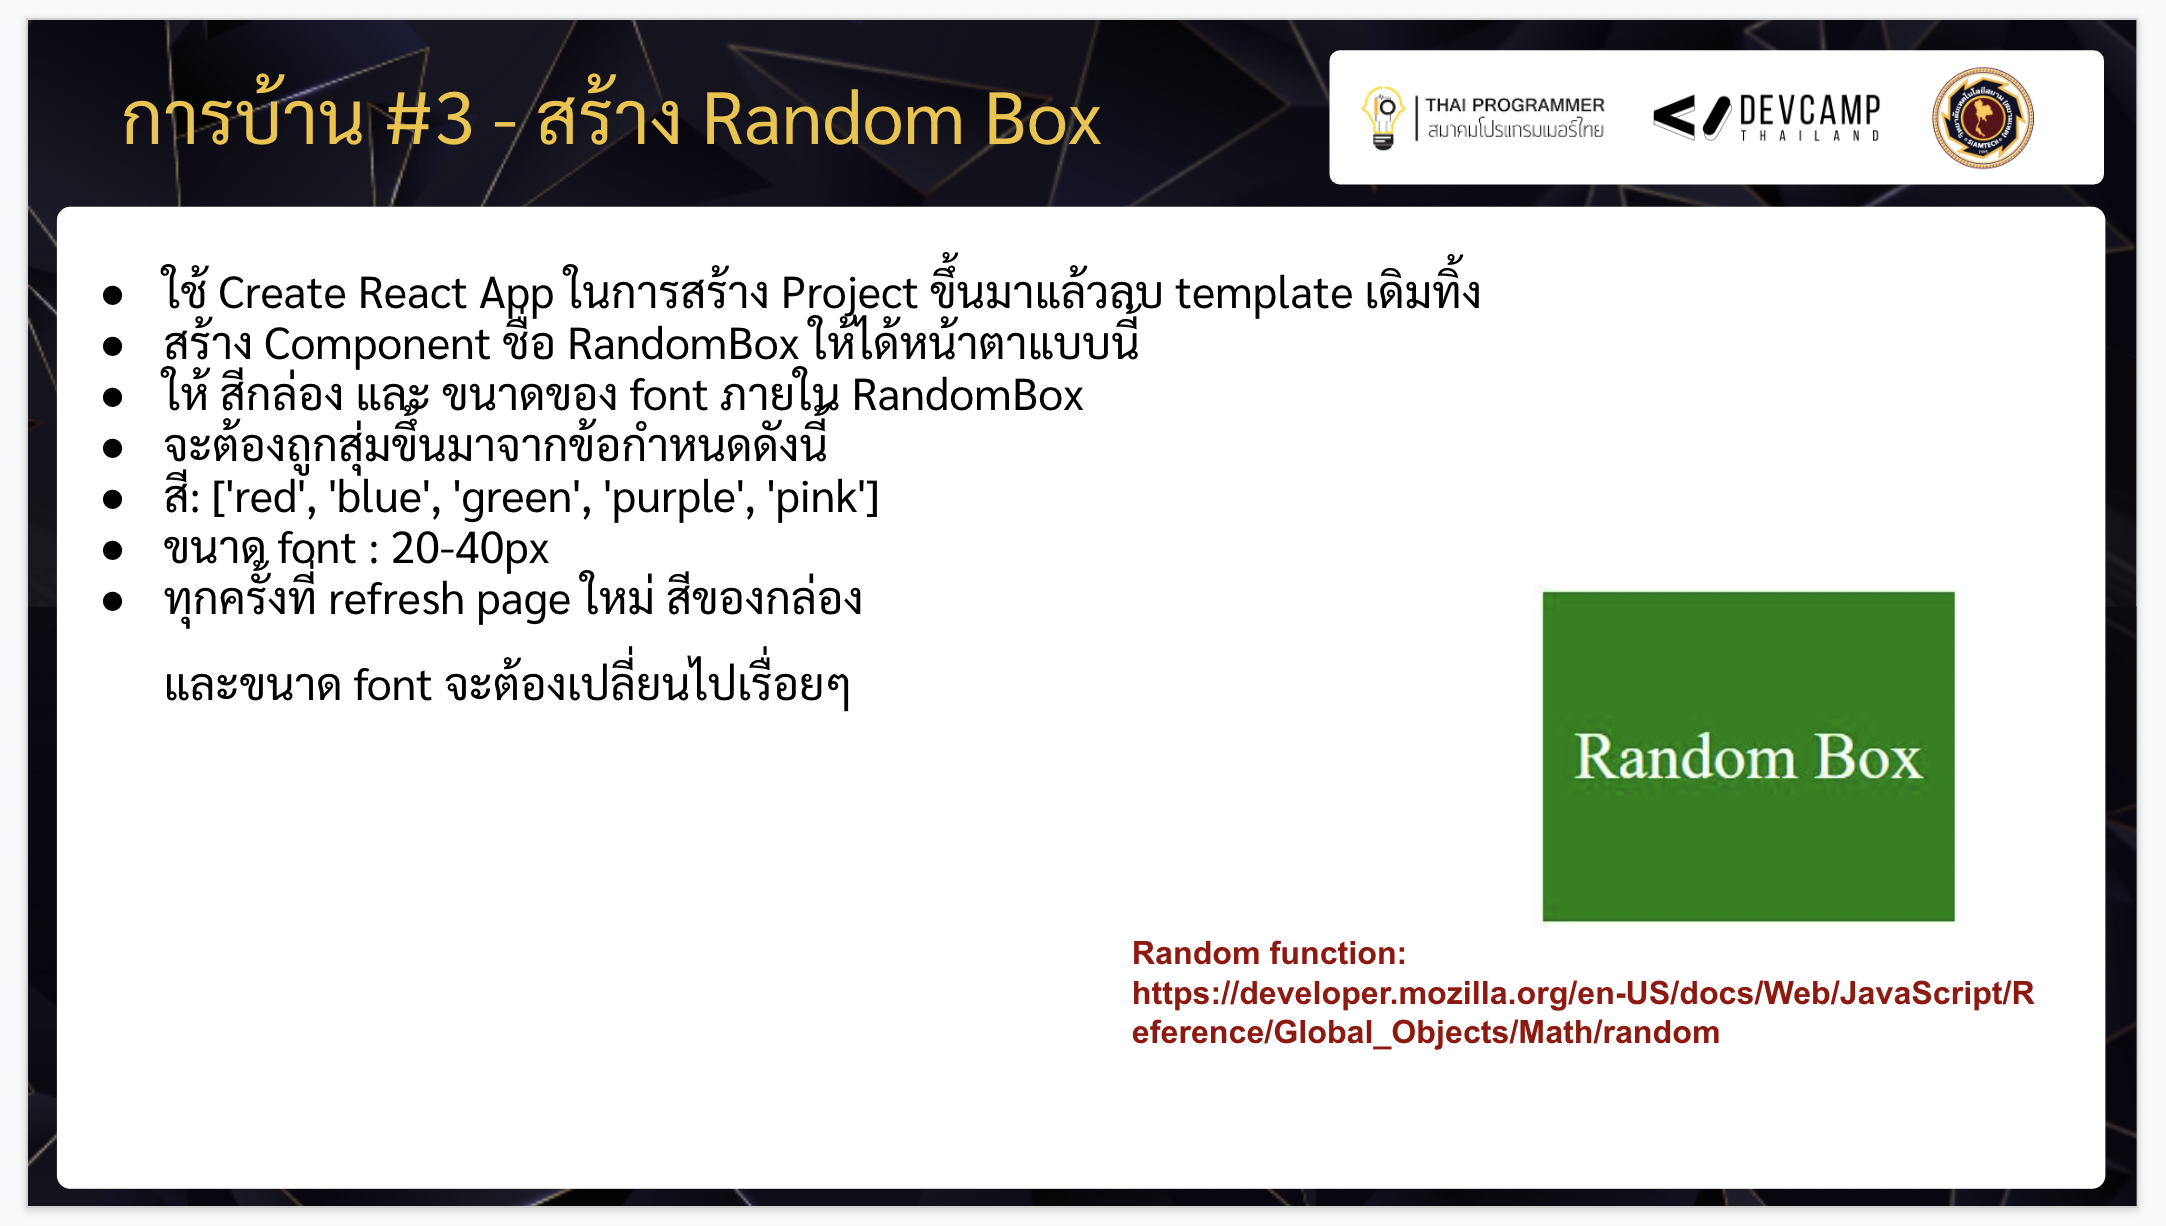 การบ้าน #3 - สร้าง Random Box
THAI PROGRAMMER
สมาคมโปรแกรมเมอร์ไทย
DEVCAMP
THAILAND
SIAMTECH
● ใช้ Create React App ในการสร้าง Project ขึ้นมาแล้วลบ template เดิมทิ้ง
● สร้าง Component ชื่อ RandomBox ให้ได้หน้าตาแบบนี้
● ให้ สีกล่อง และ ขนาดของ font ภายใน RandomBox
● จะต้องถูกสุ่มขึ้นมาจากข้อกำหนดดังนี้
● สี: ['red', 'blue', 'green', 'purple', 'pink']
● ขนาด font : 20-40px
● ทุกครั้งที่ refresh page ใหม่ สีของกล่อง
และขนาด font จะต้องเปลี่ยนไปเรื่อยๆ
Random Box
Random function:
https://developer.mozilla.org/en-US/docs/Web/JavaScript/R
eference/Global_Objects/Math/random